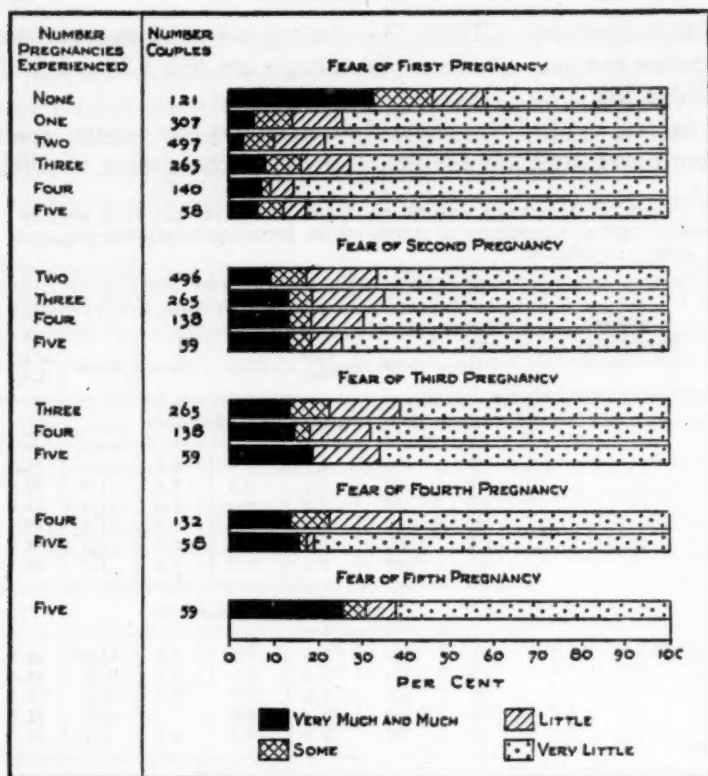 NUMBER PREGNANCIES EXPERIENCED
NUMBER COUPLES
FEAR OF FIRST PREGNANCY
NONE 121
ONE 307
TWO 497
THREE 265
FOUR 140
FIVE 58
FEAR OF SECOND PREGNANCY
TWO 496
THREE 265
FOUR 138
FIVE 59
FEAR OF THIRD PREGNANCY
THREE 265
FOUR 138
FIVE 59
FEAR OF FOURTH PREGNANCY
FOUR 132
FIVE 58
FEAR OF FIFTH PREGNANCY
FIVE 59
0 10 20 30 40 50 60 70 80 90 100
PER CENT
VERY MUCH AND MUCH
LITTLE
SOME
VERY LITTLE